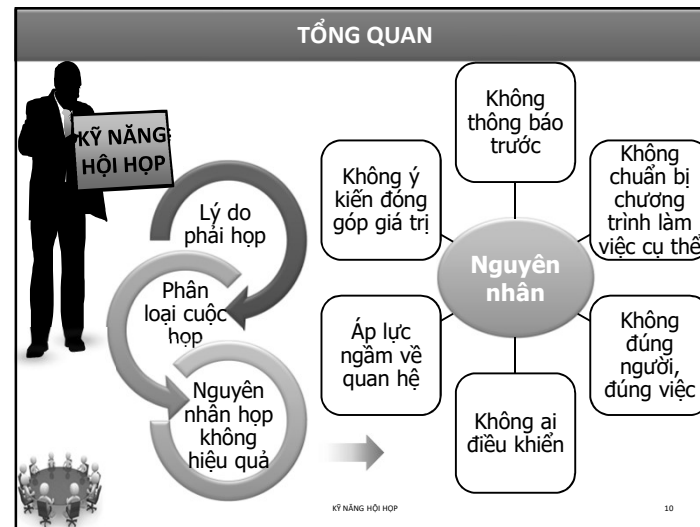 TỔNG QUAN
KỸ NĂNG
HỘI HỌP
Lý do
phải họp
Phân
loại cuộc
họp
Nguyên
nhân họp
không
hiệu quả
Nguyên
nhân
Không
thông báo
trước
Không
chuẩn bị
chương
trình làm
việc cụ thể
Không
đúng
người,
đúng việc
Không ai
điều khiển
Áp lực
ngầm về
quan hệ
Không ý
kiến đóng
góp giá trị
KỸ NĂNG HỘI HỌP
10